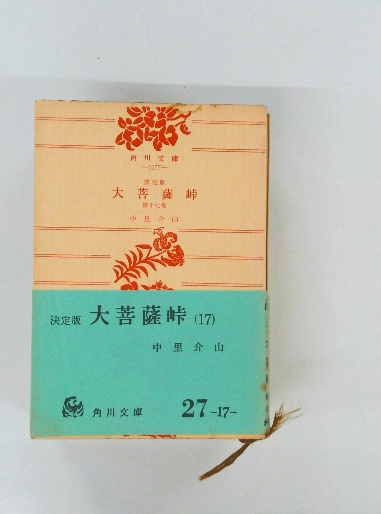 角川文庫
—1177—
決定版
大菩薩峠
第十七巻
中里介山
決定版 大菩薩峠 (17)
中里介山
角川文庫 27-17-